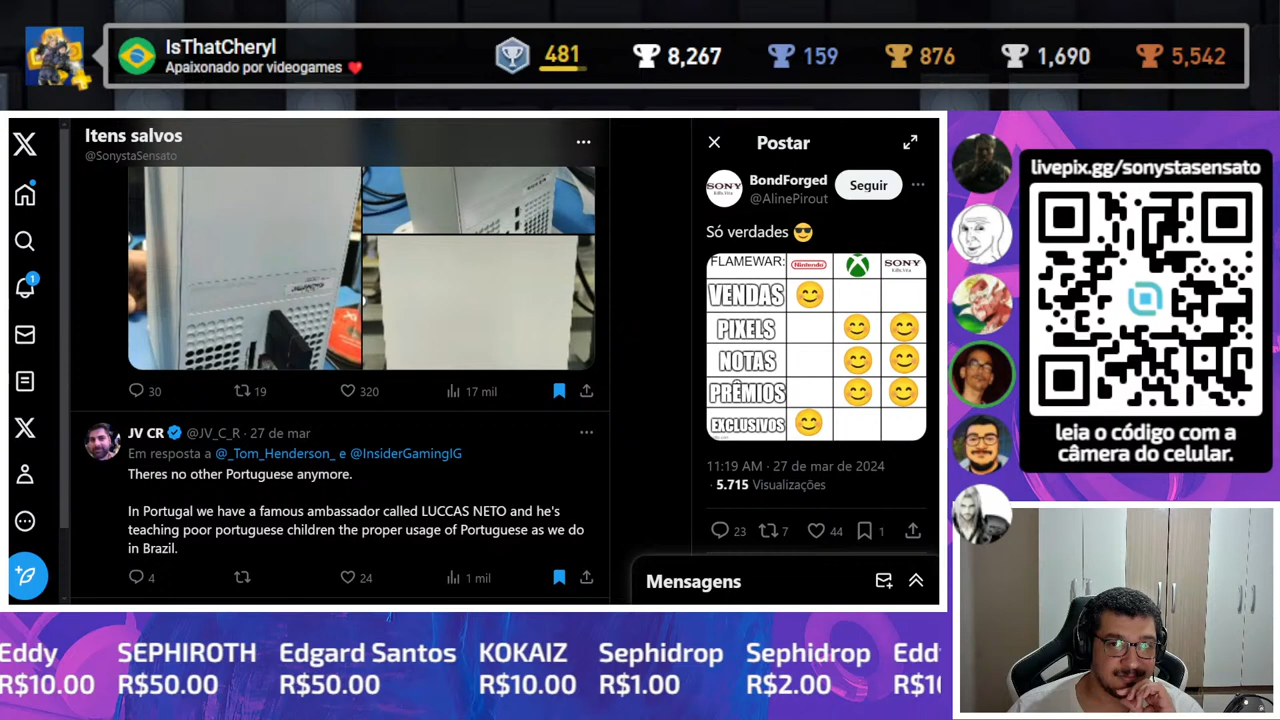 IsThatCheryl
Apaixonado por videogames ❤
481
8,267
159
876
1,690
5,542
Itens salvos
@SonystaSensato
30
19
320
17 mil
JV CR @JV_C_R · 27 de mar
Em resposta a @_Tom_Henderson_ e @InsiderGamingIG
Theres no other Portuguese anymore.
In Portugal we have a famous ambassador called LUCCAS NETO and he's
teaching poor portuguese children the proper usage of Portuguese as we do
in Brazil.
4
24
1 mil
Postar
SONY
BondForged
@AlinePirout
Seguir
Só verdades 😎
FLAMEWAR:
Nintendo
SONY
VENDAS
PIXELS
NOTAS
PRÊMIOS
EXCLUSIVOS
11:19 AM · 27 de mar de 2024
· 5.715 Visualizações
23
7
44
1
Mensagens
livepix.gg/sonystasensato
leia o código com a
câmera do celular.
Eddy SEPHIROTH Edgard Santos KOKAIZ Sephidrop Sephidrop Edd
R$10.00 R$50.00 R$50.00 R$10.00 R$1.00 R$2.00 R$1